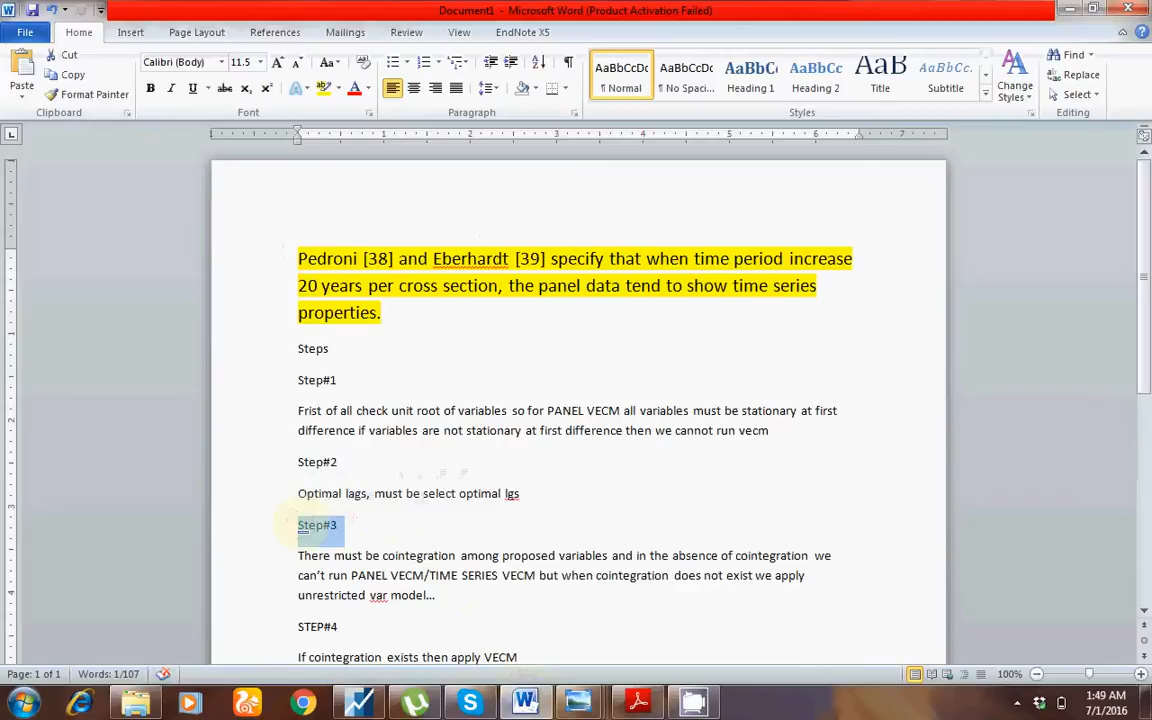 Document1 - Microsoft Word (Product Activation Failed)
File
Home
Insert
Page Layout
References
Mailings
Review
View
EndNote X5
Paste
Cut
Copy
Format Painter
Clipboard
Calibri (Body)
11.5
Font
Paragraph
AaBbCcDc
¶ Normal
AaBbCcDc
¶ No Spaci...
AaBbC
Heading 1
AaBbCc
Heading 2
AaB
Title
AaBbCc.
Subtitle
Styles
Change
Styles
Find
Replace
Select
Editing
Pedroni [38] and Eberhardt [39] specify that when time period increase
20 years per cross section, the panel data tend to show time series
properties.
Steps
Step#1
Frist of all check unit root of variables so for PANEL VECM all variables must be stationary at first
difference if variables are not stationary at first difference then we cannot run vecm
Step#2
Optimal lags, must be select optimal lgs
Step#3
There must be cointegration among proposed variables and in the absence of cointegration we
can't run PANEL VECM/TIME SERIES VECM but when cointegration does not exist we apply
unrestricted var model...
STEP#4
If cointegration exists then apply VECM
Page: 1 of 1
Words: 1/107
100%
1:49 AM
7/1/2016